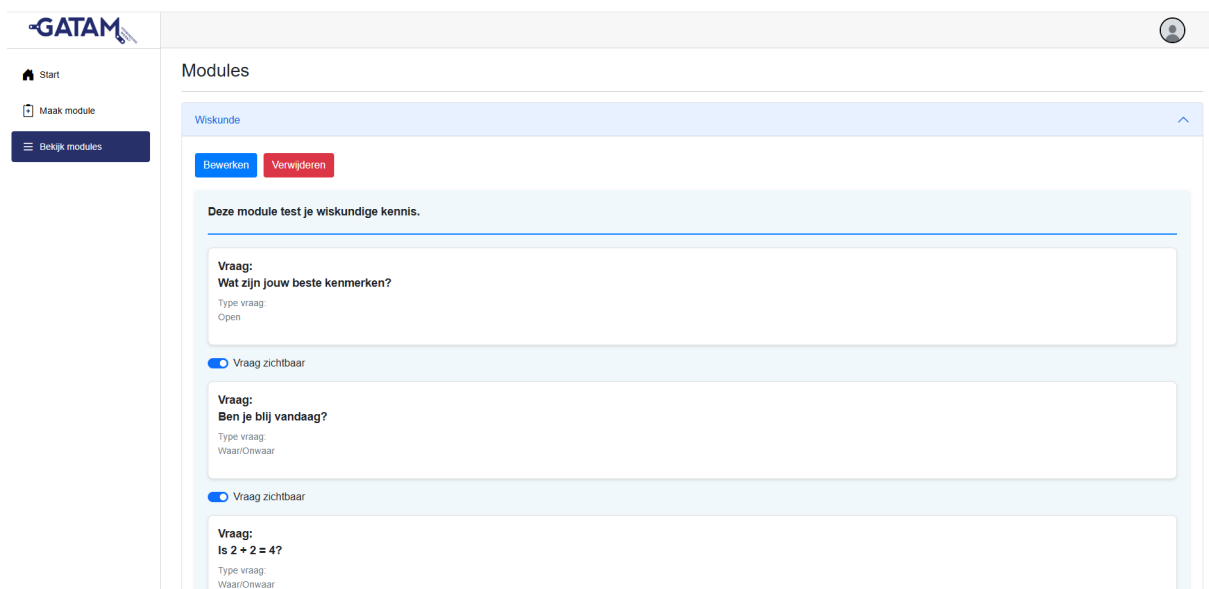 GATAM
Start
Modules
Maak module
Wiskunde
Bekijk modules
Bewerken Verwijderen
Deze module test je wiskundige kennis.
Vraag:
Wat zijn jouw beste kenmerken?
Type vraag:
Open
Vraag zichtbaar
Vraag:
Ben je blij vandaag?
Type vraag:
Waar/Onwaar
Vraag zichtbaar
Vraag:
Is 2 + 2 = 4?
Type vraag:
Waar/Onwaar